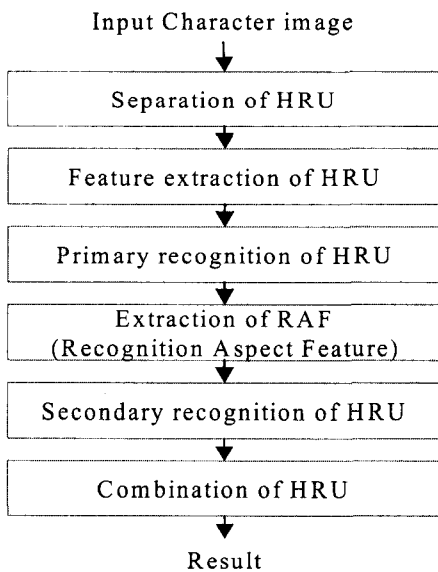 Input Character image
Separation of HRU
Feature extraction of HRU
Primary recognition of HRU
Extraction of RAF
(Recognition Aspect Feature)
Secondary recognition of HRU
Combination of HRU
Result